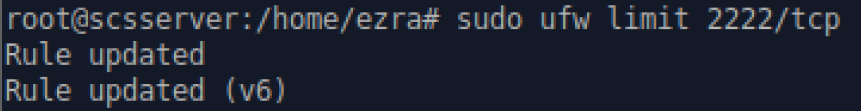 root@scsserver:/home/ezra# sudo ufw limit 2222/tcp
Rule updated
Rule updated (v6)